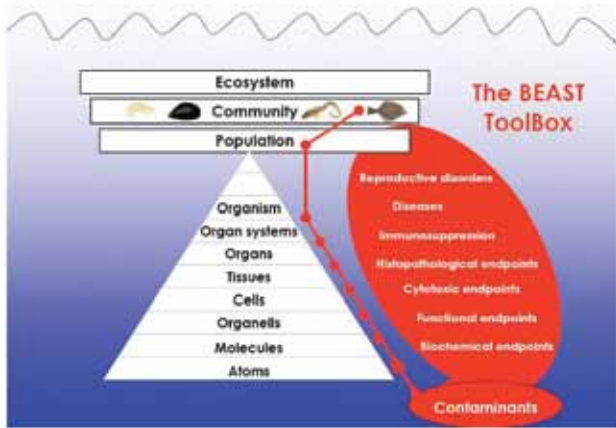 Ecosystem
Community
Population
Organism
Organ systems
Organs
Tissues
Cells
Organells
Molecules
Atoms
The BEAST
ToolBox
Reproductive disorders
Diseases
Immunosuppression
Histopathological endpoints
Cytotoxic endpoints
Functional endpoints
Biochemical endpoints
Contaminants